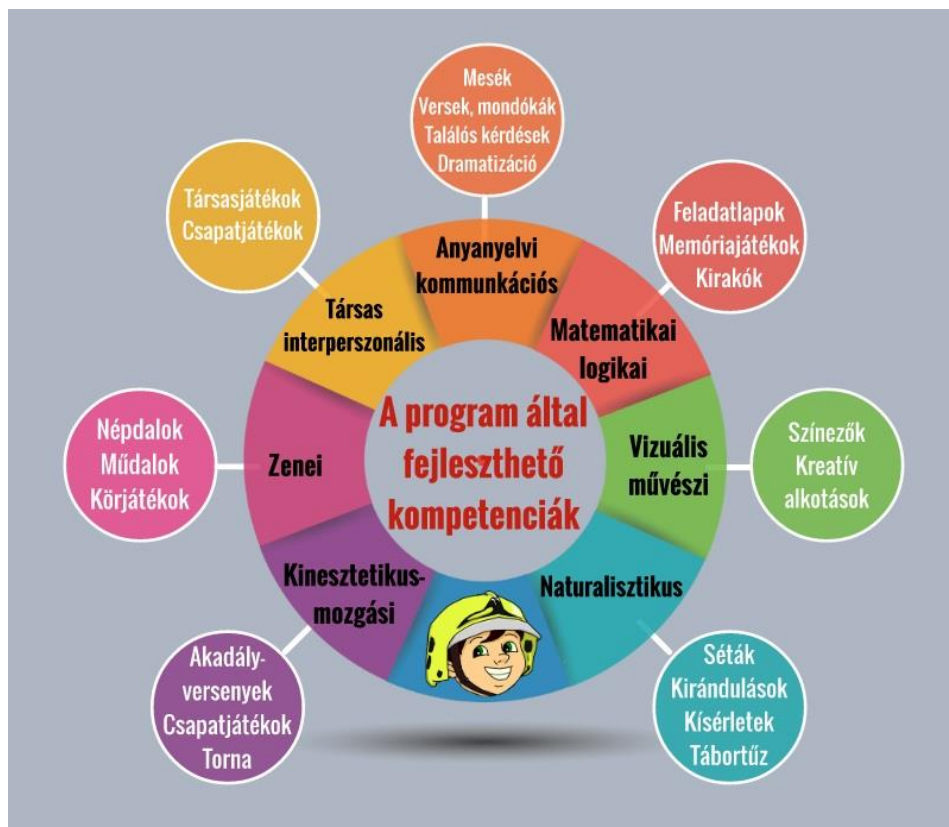 Mesék
Versek, mondókák
Találós kérdések
Dramatizáció
Társasjátékok
Csapatjátékok
Feladatlapok
Memóriajátékok
Kirakók
Anyanyelvi
kommunkációs
Társas
interperszonális
Matematikai
logikai
A program által
fejleszthető
kompetenciák
Népdalok
Műdalok
Körjátékok
Zenei
Vizuális
művészi
Színezők
Kreatív
alkotások
Kinesztetikus-
mozgási
Naturalisztikus
Akadály-
versenyek
Csapatjátékok
Torna
Séták
Kirándulások
Kísérletek
Tábortűz